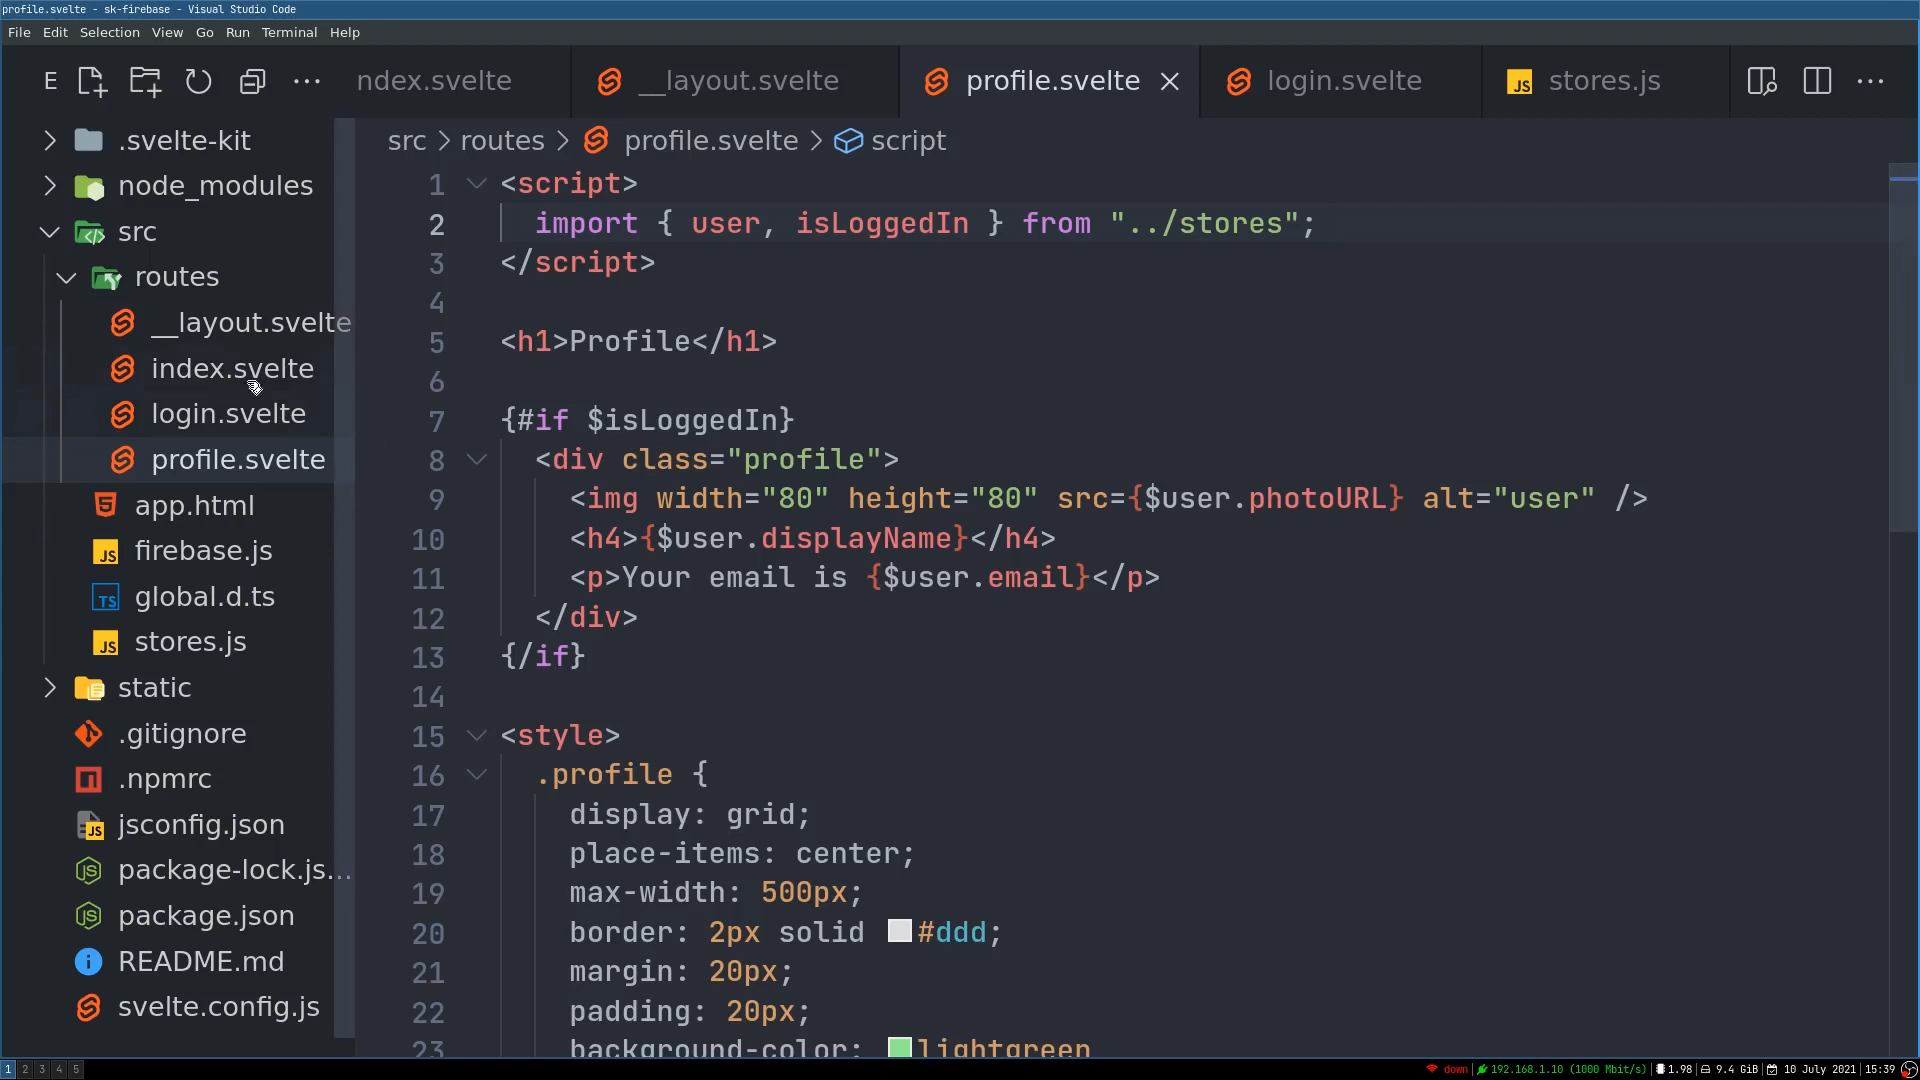 profile.svelte - sk-firebase - Visual Studio Code
File Edit Selection View Go Run Terminal Help
E
ndex.svelte
__layout.svelte
profile.svelte
login.svelte
JS stores.js
.svelte-kit
node_modules
src
routes
__layout.svelte
index.svelte
login.svelte
profile.svelte
app.html
JS firebase.js
TS global.d.ts
JS stores.js
static
.gitignore
.npmrc
JS jsconfig.json
JS package-lock.js...
JS package.json
README.md
svelte.config.js
src > routes > profile.svelte > script
1 <script>
2 import { user, isLoggedIn } from "../stores";
3 </script>
4
5 <h1>Profile</h1>
6
7 {#if $isLoggedIn}
8 <div class="profile">
9 <img width="80" height="80" src={$user.photoURL} alt="user" />
10 <h4>{$user.displayName}</h4>
11 <p>Your email is {$user.email}</p>
12 </div>
13 {/if}
14
15 <style>
16 .profile {
17 display: grid;
18 place-items: center;
19 max-width: 500px;
20 border: 2px solid #ddd;
21 margin: 20px;
22 padding: 20px;
23 background-color: lightgreen
1 2 3 4 5
down | 192.168.1.10 (1000 Mbit/s) | 1.98 | 9.4 GiB | 10 July 2021 | 15:39